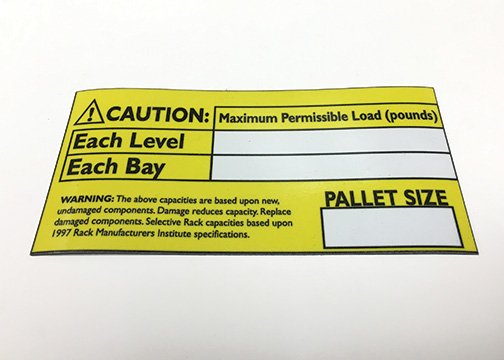 CAUTION: Maximum Permissible Load (pounds)
Each Level
Each Bay
WARNING: The above capacities are based upon new,
undamaged components. Damage reduces capacity. Replace
damaged components. Selective Rack capacities based upon
1997 Rack Manufacturers Institute specifications.
PALLET SIZE